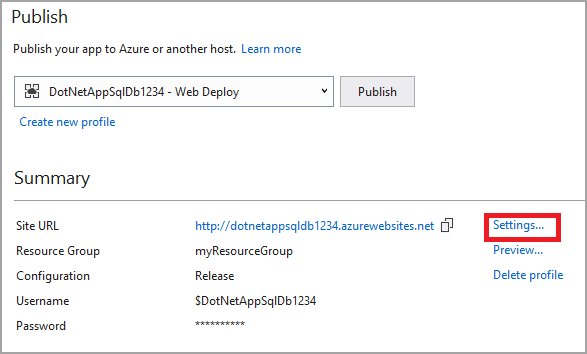 Publish
Publish your app to Azure or another host. Learn more
DotNetAppSqlDb1234 - Web Deploy Publish
Create new profile
Summary
Site URL http://dotnetappsqldb1234.azurewebsites.net Settings...
Resource Group myResourceGroup Preview...
Configuration Release Delete profile
Username $DotNetAppSqlDb1234
Password **********